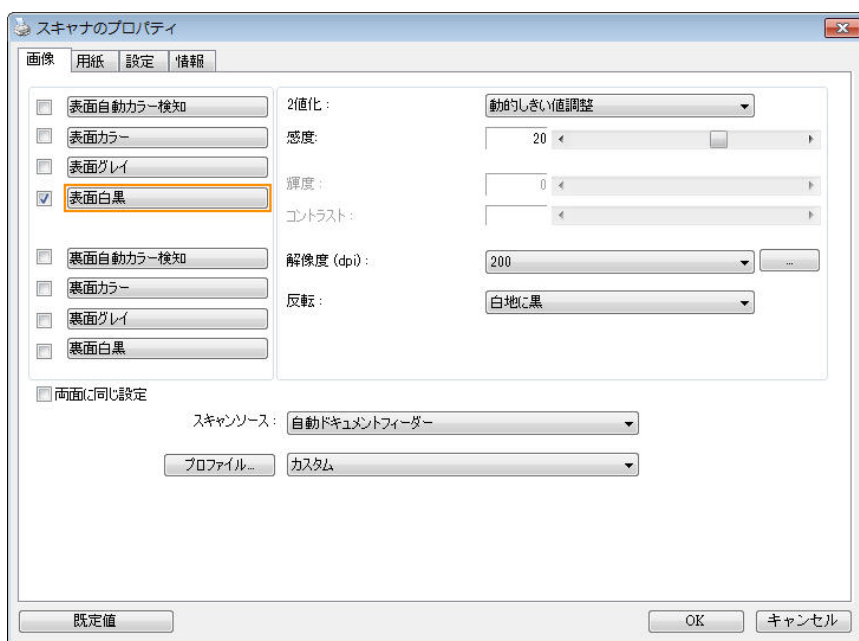 スキャナのプロパティ
画像 用紙 設定 情報
表面自動カラー検知
表面カラー
表面グレイ
表面白黒
裏面自動カラー検知
裏面カラー
裏面グレイ
裏面白黒
2値化: 動的しきい値調整
感度: 20
輝度: 0
コントラスト:
解像度(dpi): 200 ...
反転: 白地に黒
両面に同じ設定
スキャンソース: 自動ドキュメントフィーダー
プロファイル... カスタム
既定値 OK キャンセル